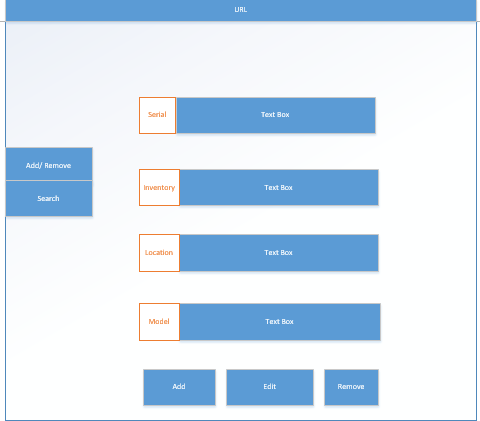 URL
Serial
Text Box
Add/ Remove
Search
Inventory
Text Box
Location
Text Box
Model
Text Box
Add
Edit
Remove